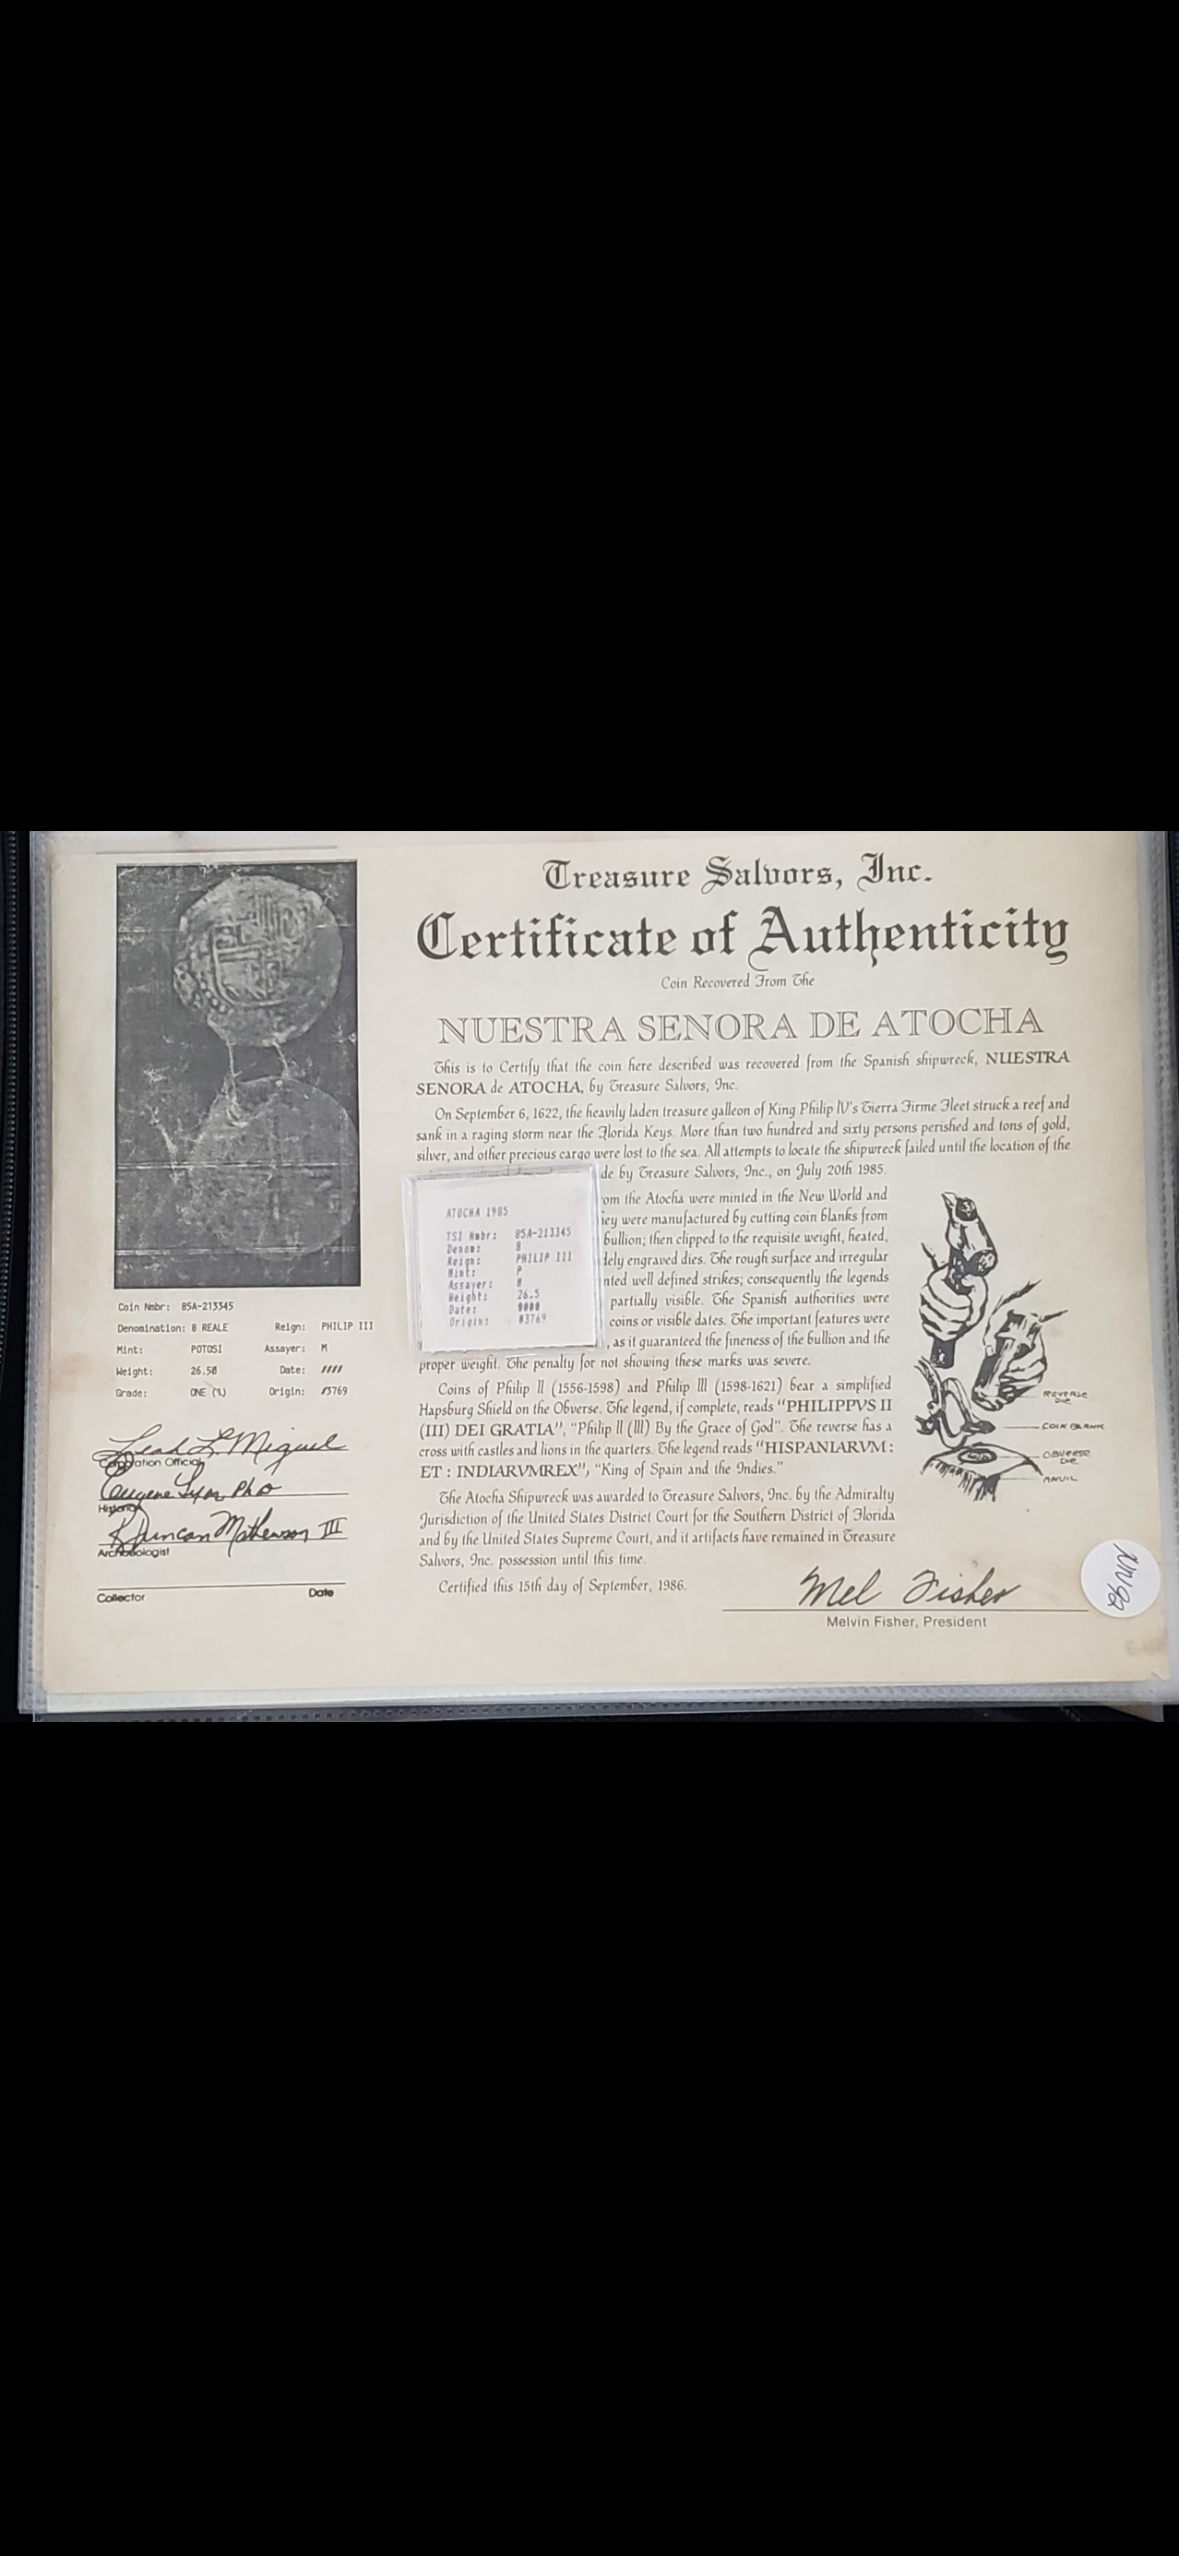 Treasure Salvors, Inc.
Certificate of Authenticity
Coin Recovered From The
NUESTRA SENORA DE ATOCHA
This is to Certify that the coin here described was recovered from the Spanish shipwreck, NUESTRA
SENORA de ATOCHA, by Treasure Salvors, Inc.
On September 6, 1622, the heavily laden treasure galleon of King Philip IV's Tierra Firme Fleet struck a reef and
sank in a raging storm near the Florida Keys. More than two hundred and sixty persons perished and tons of gold,
silver, and other precious cargo were lost to the sea. All attempts to locate the shipwreck failed until the location of the
de by Treasure Salvors, Inc., on July 20th 1985.
om the Atocha were minted in the New World and
ey were manufactured by cutting coin blanks from
bullion; then clipped to the requisite weight, heated,
dely engraved dies. The rough surface and irregular
nted well defined strikes; consequently the legends
partially visible. The Spanish authorities were
coins or visible dates. The important features were
, as it guaranteed the fineness of the bullion and the
proper weight. The penalty for not showing these marks was severe.
Coins of Philip II (1556-1598) and Philip III (1598-1621) bear a simplified
Hapsburg Shield on the Obverse. The legend, if complete, reads "PHILIPPVS II
(III) DEI GRATIA", "Philip II (III) By the Grace of God". The reverse has a
cross with castles and lions in the quarters. The legend reads "HISPANIARVM :
ET : INDIARVMREX", "King of Spain and the Indies."
The Atocha Shipwreck was awarded to Treasure Salvors, Inc. by the Admiralty
Jurisdiction of the United States District Court for the Southern District of Florida
and by the United States Supreme Court, and it artifacts have remained in Treasure
Salvors, Inc. possession until this time.
Certified this 15th day of September, 1986.
Mel Fisher
Melvin Fisher, President
ATOCHA 1985
TSI Nmbr: 85A-213345
Denom: 8
Reign: PHILIP III
Mint: P
Assayer: M
Weight: 26.5
Date: ####
Origin: #3769
REVERSE DIE
COIN BLANK
OBVERSE DIE
ANVIL
Coin Nmbr: 85A-213345
Denomination: 8 REALE Reign: PHILIP III
Mint: POTOSI Assayer: M
Weight: 26.50 Date: ####
Grade: ONE (1) Origin: #3769
Leah L. Miguel
Corporation Official
Eugene Lyon, PhD
Historian
R. Duncan Mathewson III
Archaeologist
Collector Date